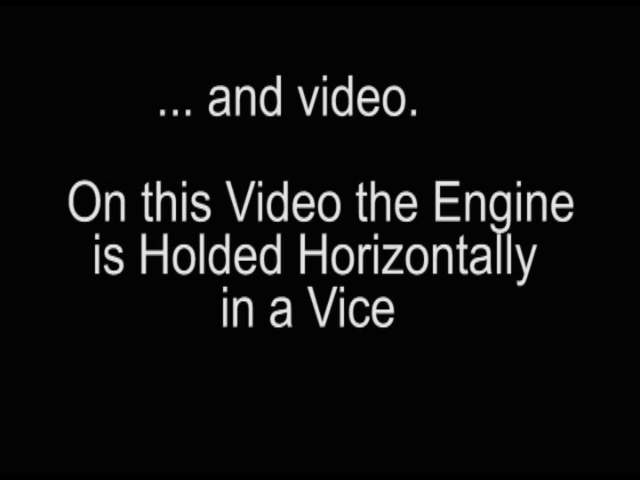 ... and video.
On this Video the Engine
is Holded Horizontally
in a Vice